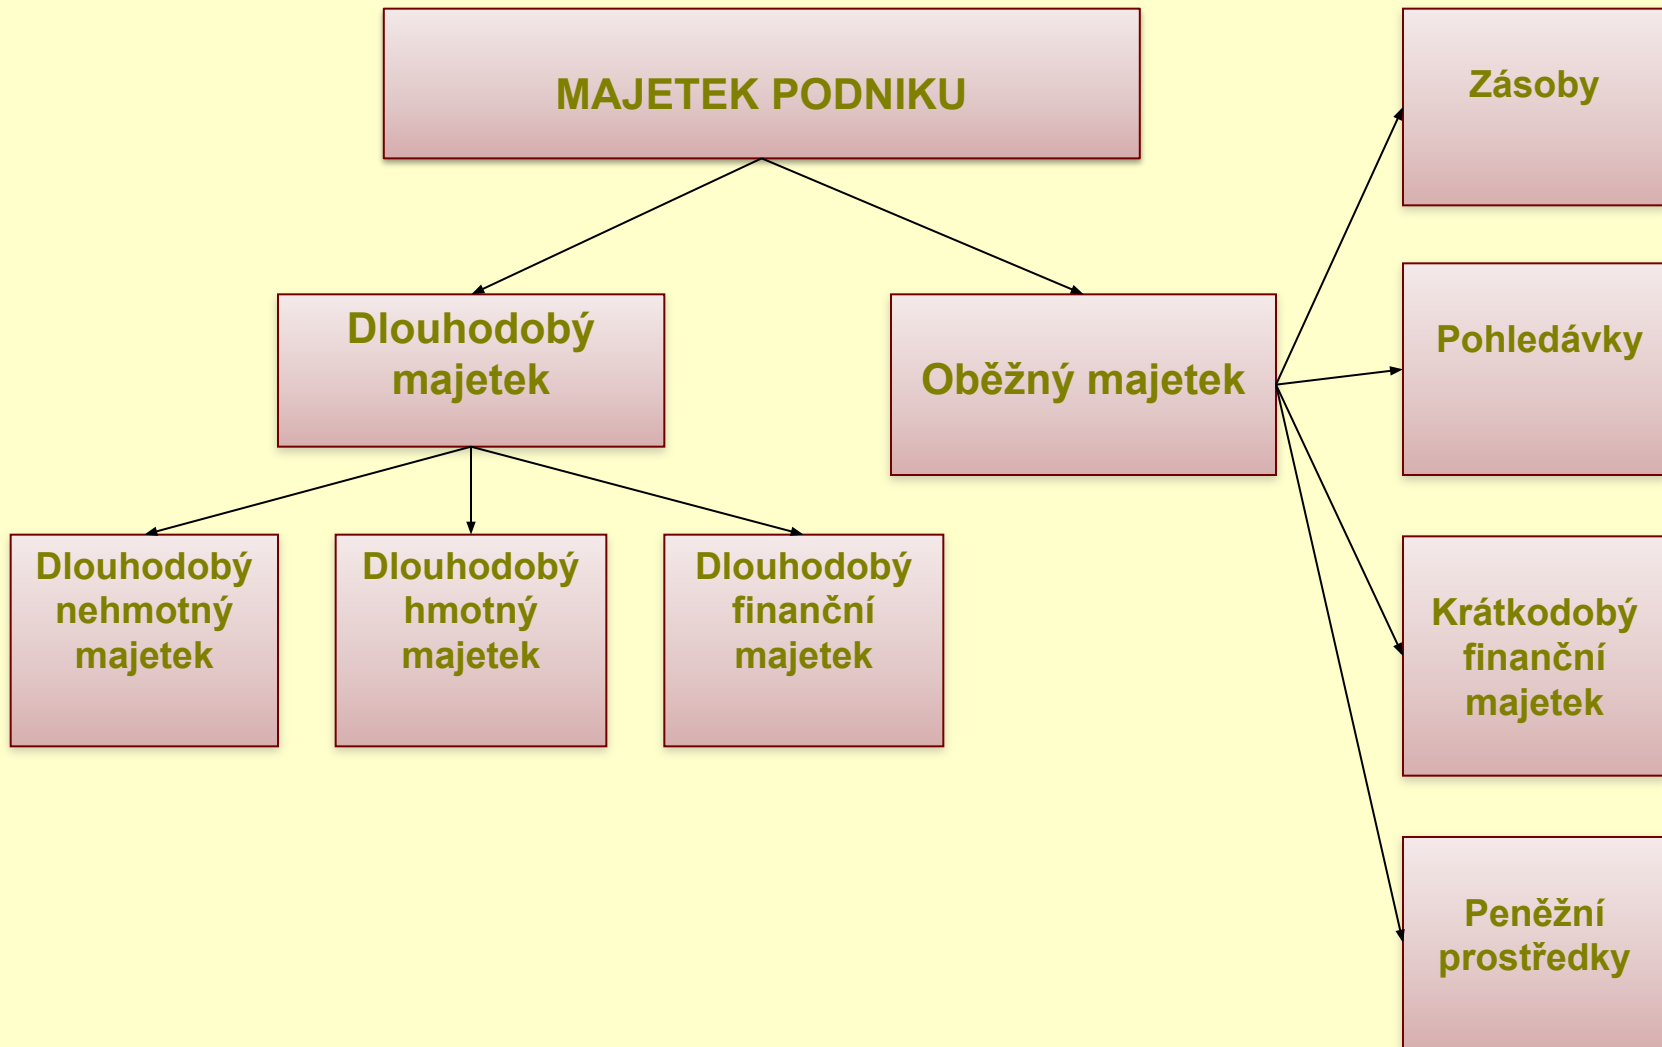 MAJETEK PODNIKU
Dlouhodobý
majetek
Oběžný majetek
Dlouhodobý
nehmotný
majetek
Dlouhodobý
hmotný
majetek
Dlouhodobý
finanční
majetek
Zásoby
Pohledávky
Krátkodobý
finanční
majetek
Peněžní
prostředky